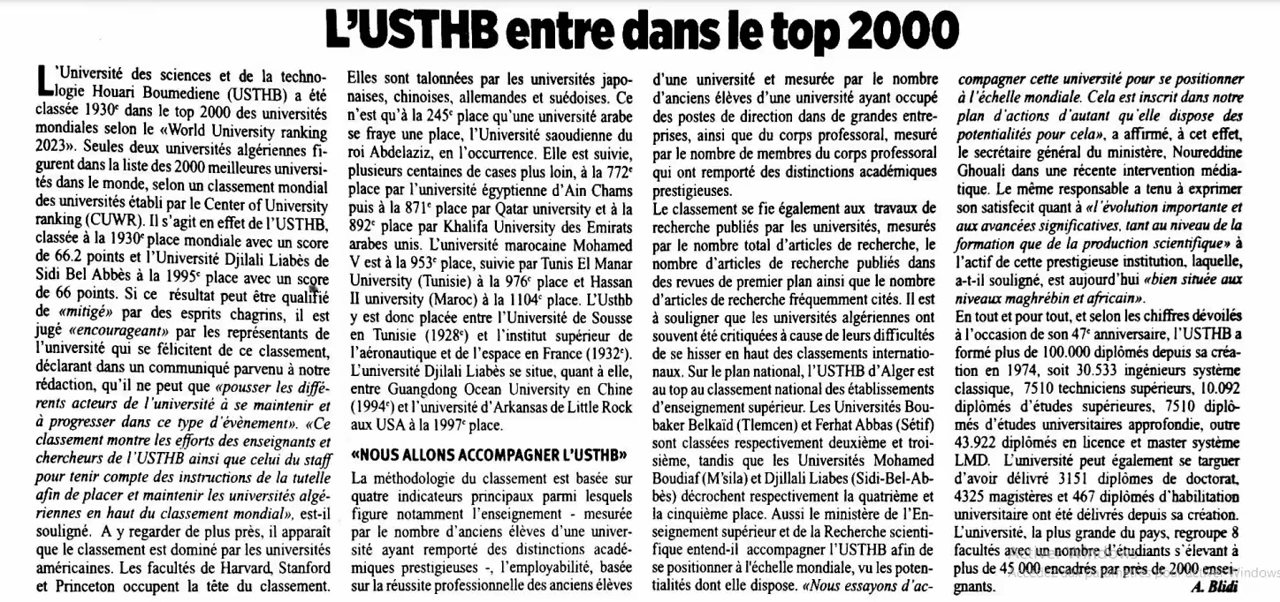 L'USTHB entre dans le top 2000
L'Université des sciences et de la techno-
logie Houari Boumediene (USTHB) a été
classée 1930e dans le top 2000 des universités
mondiales selon le «World University ranking
2023». Seules deux universités algériennes fi-
gurent dans la liste des 2000 meilleures universi-
tés dans le monde, selon un classement mondial
des universités établi par le Center of University
ranking (CUWR). Il s'agit en effet de l'USTHB,
classée à la 1930e place mondiale avec un score
de 66.2 points et l'Université Djilali Liabès de
Sidi Bel Abbès à la 1995e place avec un score
de 66 points. Si ce résultat peut être qualifié
de «mitigé» par des esprits chagrins, il est
jugé «encourageant» par les représentants de
l'université qui se félicitent de ce classement,
déclarant dans un communiqué parvenu à notre
rédaction, qu'il ne peut que «pousser les diffé-
rents acteurs de l'université à se maintenir et
à progresser dans ce type d'évènement». «Ce
classement montre les efforts des enseignants et
chercheurs de l'USTHB ainsi que celui du staff
pour tenir compte des instructions de la tutelle
afin de placer et maintenir les universités algé-
riennes en haut du classement mondial», est-il
souligné. A y regarder de plus près, il apparaît
que le classement est dominé par les universités
américaines. Les facultés de Harvard, Stanford
et Princeton occupent la tête du classement.
Elles sont talonnées par les universités japo-
naises, chinoises, allemandes et suédoises. Ce
n'est qu'à la 245e place qu'une université arabe
se fraye une place, l'Université saoudienne du
roi Abdelaziz, en l'occurrence. Elle est suivie,
plusieurs centaines de cases plus loin, à la 772e
place par l'université égyptienne d'Ain Chams
puis à la 871e place par Qatar university et à la
892e place par Khalifa University des Emirats
arabes unis. L'université marocaine Mohamed
V est à la 953e place, suivie par Tunis El Manar
University (Tunisie) à la 976e place et Hassan
II university (Maroc) à la 1104e place. L'Usthb
y est donc placée entre l'Université de Sousse
en Tunisie (1928e) et l'institut supérieur de
l'aéronautique et de l'espace en France (1932e).
L'université Djilali Liabès se situe, quant à elle,
entre Guangdong Ocean University en Chine
(1994e) et l'université d'Arkansas de Little Rock
aux USA à la 1997e place.
«NOUS ALLONS ACCOMPAGNER L'USTHB»
La méthodologie du classement est basée sur
quatre indicateurs principaux parmi lesquels
figure notamment l'enseignement - mesurée
par le nombre d'anciens élèves d'une univer-
sité ayant remporté des distinctions acadé-
miques prestigieuses -, l'employabilité, basée
sur la réussite professionnelle des anciens élèves
d'une université et mesurée par le nombre
d'anciens élèves d'une université ayant occupé
des postes de direction dans de grandes entre-
prises, ainsi que du corps professoral, mesuré
par le nombre de membres du corps professoral
qui ont remporté des distinctions académiques
prestigieuses.
Le classement se fie également aux travaux de
recherche publiés par les universités, mesurés
par le nombre total d'articles de recherche, le
nombre d'articles de recherche publiés dans
des revues de premier plan ainsi que le nombre
d'articles de recherche fréquemment cités. Il est
à souligner que les universités algériennes ont
souvent été critiquées à cause de leurs difficultés
de se hisser en haut des classements internatio-
naux. Sur le plan national, l'USTHB d'Alger est
au top au classement national des établissements
d'enseignement supérieur. Les Universités Bou-
baker Belkaïd (Tlemcen) et Ferhat Abbas (Sétif)
sont classées respectivement deuxième et troi-
sième, tandis que les Universités Mohamed
Boudiaf (M'sila) et Djillali Liabes (Sidi-Bel-Ab-
bès) décrochent respectivement la quatrième et
la cinquième place. Aussi le ministère de l'En-
seignement supérieur et de la Recherche scienti-
fique entend-il accompagner l'USTHB afin de
se positionner à l'échelle mondiale, vu les poten-
tialités dont elle dispose. «Nous essayons d'ac-
compagner cette université pour se positionner
à l'échelle mondiale. Cela est inscrit dans notre
plan d'actions d'autant qu'elle dispose des
potentialités pour cela», a affirmé, à cet effet,
le secrétaire général du ministère, Noureddine
Ghouali dans une récente intervention média-
tique. Le même responsable a tenu à exprimer
son satisfecit quant à «l'évolution importante et
aux avancées significatives, tant au niveau de la
formation que de la production scientifique» à
l'actif de cette prestigieuse institution, laquelle,
a-t-il souligné, est aujourd'hui «bien située aux
niveaux maghrébin et africain».
En tout et pour tout, et selon les chiffres dévoilés
à l'occasion de son 47e anniversaire, l'USTHB a
formé plus de 100.000 diplômés depuis sa créa-
tion en 1974, soit 30.533 ingénieurs système
classique, 7510 techniciens supérieurs, 10.092
diplômés d'études supérieures, 7510 diplô-
més d'études universitaires approfondie, outre
43.922 diplômés en licence et master système
LMD. L'université peut également se targuer
d'avoir délivré 3151 diplômes de doctorat,
4325 magistères et 467 diplômes d'habilitation
universitaire ont été délivrés depuis sa création.
L'université, la plus grande du pays, regroupe 8
facultés avec un nombre d'étudiants s'élevant à
plus de 45 000 encadrés par près de 2000 ensei-
gnants.
A. Blidi